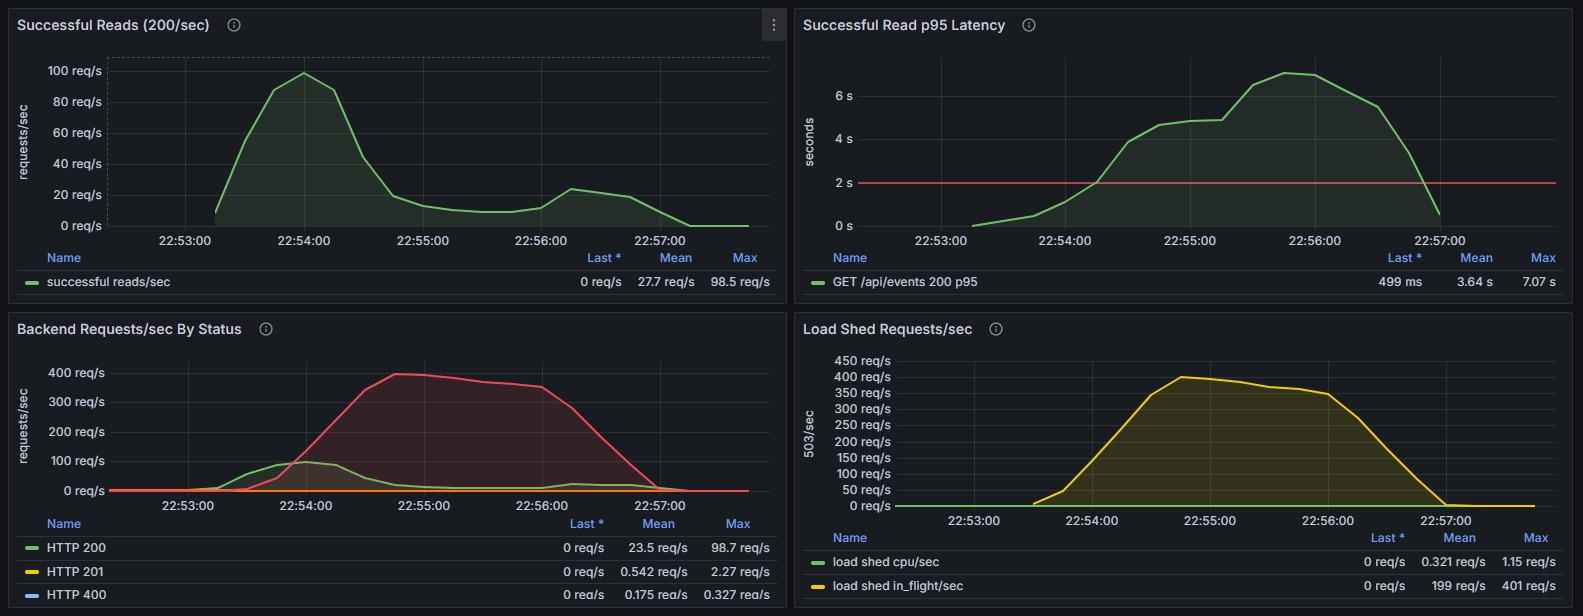 Successful Reads (200/sec)
requests/sec
100 req/s
80 req/s
60 req/s
40 req/s
20 req/s
0 req/s
22:53:00 22:54:00 22:55:00 22:56:00 22:57:00
Name Last * Mean Max
successful reads/sec 0 req/s 27.7 req/s 98.5 req/s
Successful Read p95 Latency
seconds
6 s
4 s
2 s
0 s
22:53:00 22:54:00 22:55:00 22:56:00 22:57:00
Name Last * Mean Max
GET /api/events 200 p95 499 ms 3.64 s 7.07 s
Backend Requests/sec By Status
requests/sec
400 req/s
300 req/s
200 req/s
100 req/s
0 req/s
22:53:00 22:54:00 22:55:00 22:56:00 22:57:00
Name Last * Mean Max
HTTP 200 0 req/s 23.5 req/s 98.7 req/s
HTTP 201 0 req/s 0.542 req/s 2.27 req/s
HTTP 400 0 req/s 0.175 req/s 0.327 req/s
Load Shed Requests/sec
503/sec
450 req/s
400 req/s
350 req/s
300 req/s
250 req/s
200 req/s
150 req/s
100 req/s
50 req/s
0 req/s
22:53:00 22:54:00 22:55:00 22:56:00 22:57:00
Name Last * Mean Max
load shed cpu/sec 0 req/s 0.321 req/s 1.15 req/s
load shed in_flight/sec 0 req/s 199 req/s 401 req/s